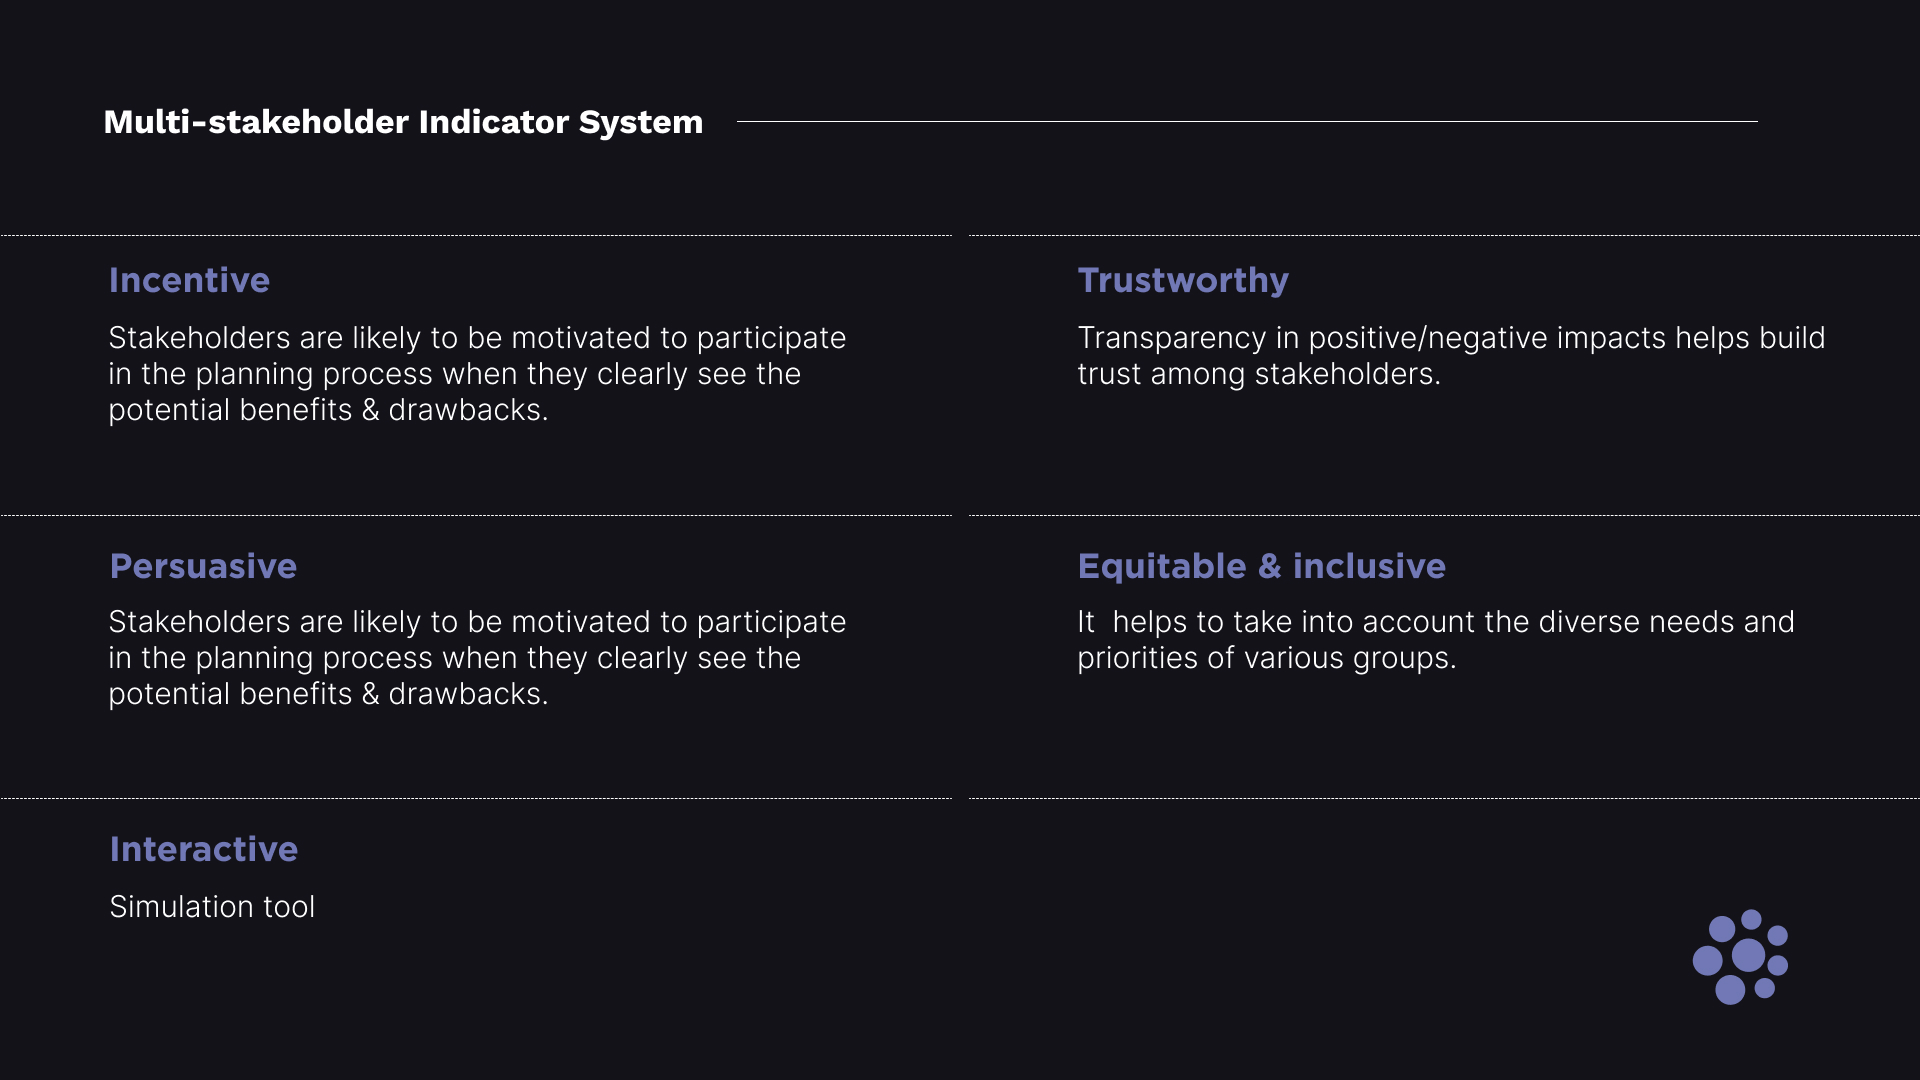 Multi-stakeholder Indicator System
Incentive
Stakeholders are likely to be motivated to participate
in the planning process when they clearly see the
potential benefits & drawbacks.
Trustworthy
Transparency in positive/negative impacts helps build
trust among stakeholders.
Persuasive
Stakeholders are likely to be motivated to participate
in the planning process when they clearly see the
potential benefits & drawbacks.
Equitable & inclusive
It  helps to take into account the diverse needs and
priorities of various groups.
Interactive
Simulation tool